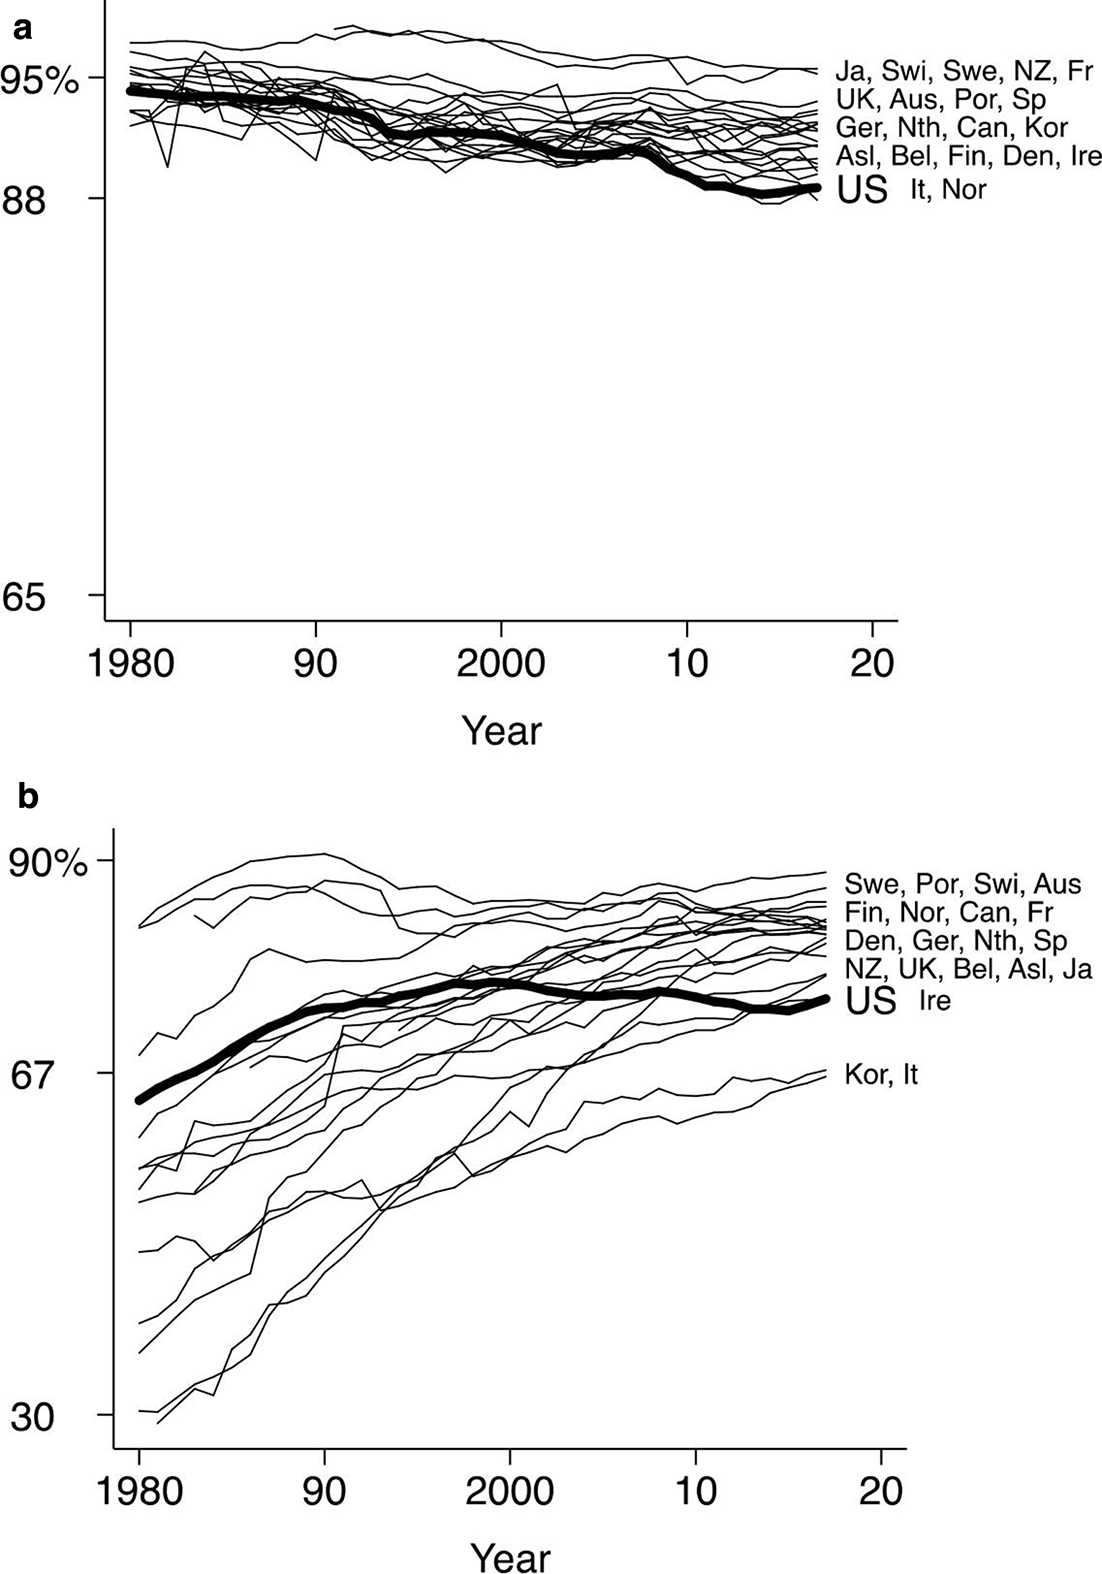 a
95%
Ja, Swi, Swe, NZ, Fr
UK, Aus, Por, Sp
Ger, Nth, Can, Kor
Asl, Bel, Fin, Den, Ire
88
US It, Nor
65
1980 90 2000 10 20
Year
b
90%
Swe, Por, Swi, Aus
Fin, Nor, Can, Fr
Den, Ger, Nth, Sp
NZ, UK, Bel, Asl, Ja
US Ire
67
Kor, It
30
1980 90 2000 10 20
Year